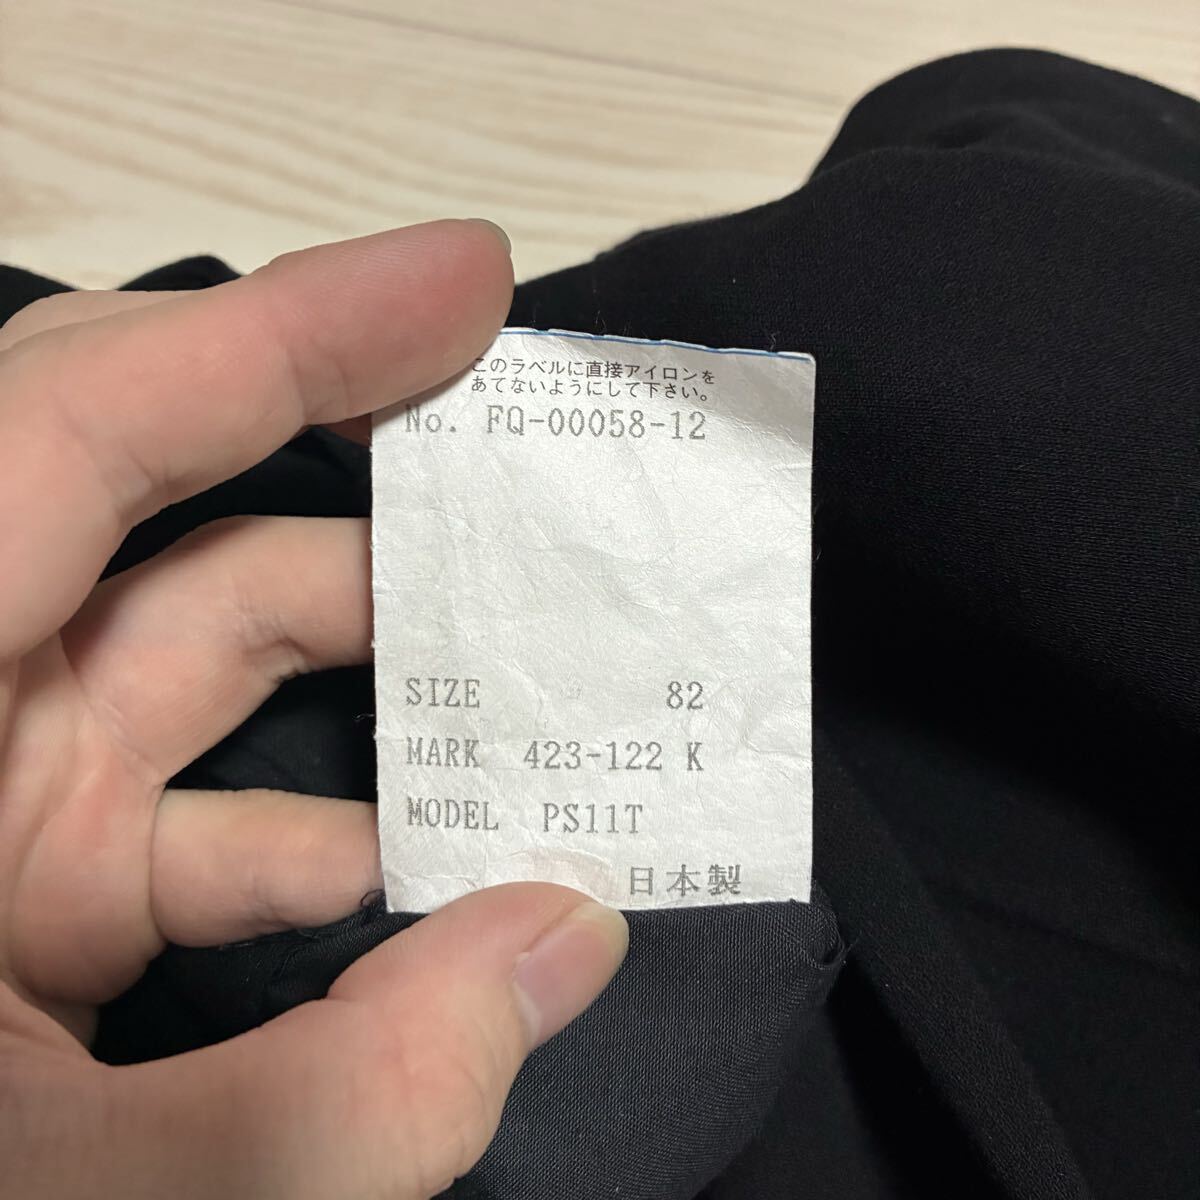 このラベルに直接アイロンを
あてないようにして下さい。
No. FQ-00058-12
SIZE 82
MARK 423-122 K
MODEL PS11T
日本製